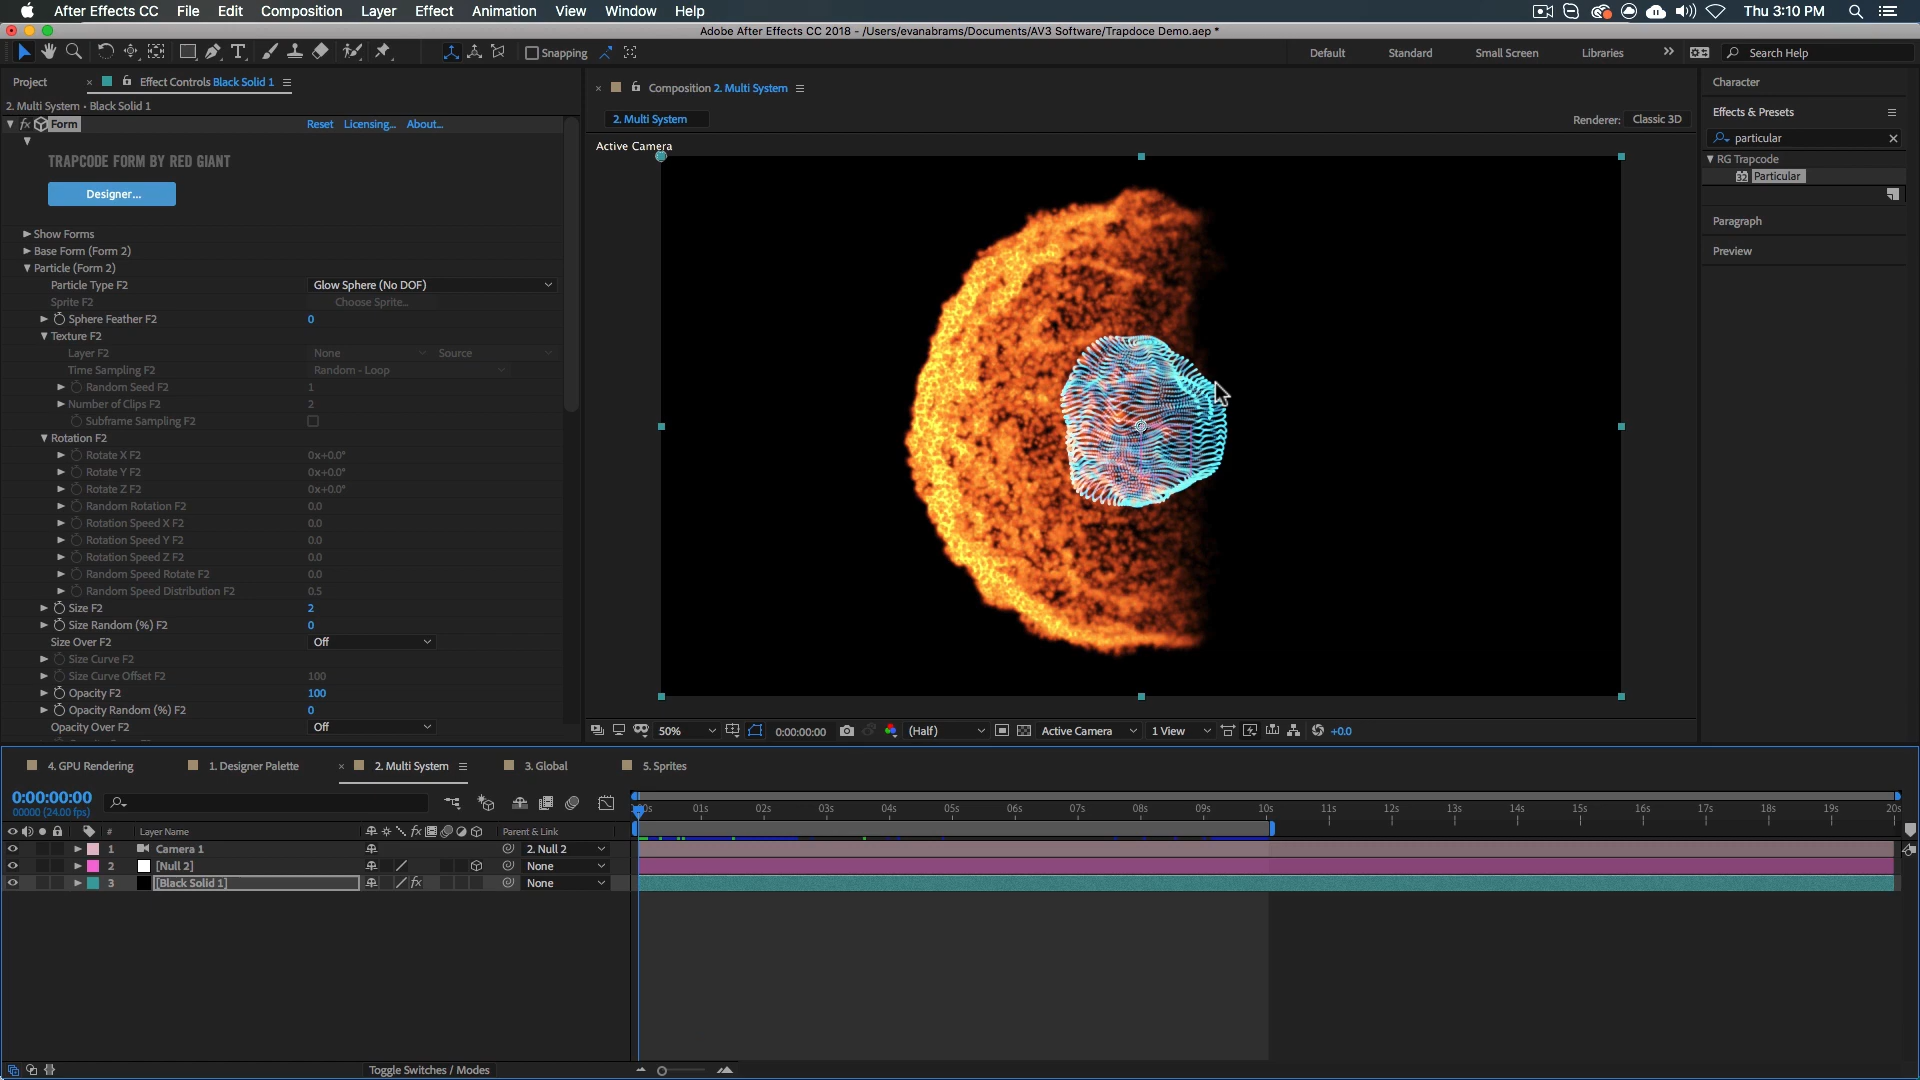 After Effects CC File Edit Composition Layer Effect Animation View Window Help Thu 3:10 PM
Adobe After Effects CC 2018 - /Users/evanabrams/Documents/AV3 Software/Trapdoce Demo.aep *
Snapping Default Standard Small Screen Libraries Search Help
Project Effect Controls Black Solid 1
2. Multi System • Black Solid 1
fx Form Reset Licensing... About...
TRAPCODE FORM BY RED GIANT
Designer...
Show Forms
Base Form (Form 2)
Particle (Form 2)
Particle Type F2 Glow Sphere (No DOF)
Sprite F2 Choose Sprite...
Sphere Feather F2 0
Texture F2
Layer F2 None Source
Time Sampling F2 Random - Loop
Random Seed F2 1
Number of Clips F2 2
Subframe Sampling F2
Rotation F2
Rotate X F2 0x+0.0°
Rotate Y F2 0x+0.0°
Rotate Z F2 0x+0.0°
Random Rotation F2 0.0
Rotation Speed X F2 0.0
Rotation Speed Y F2 0.0
Rotation Speed Z F2 0.0
Random Speed Rotate F2 0.0
Random Speed Distribution F2 0.5
Size F2 2
Size Random (%) F2 0
Size Over F2 Off
Size Curve F2
Size Curve Offset F2 100
Opacity F2 100
Opacity Random (%) F2 0
Opacity Over F2 Off
Composition 2. Multi System
2. Multi System Renderer: Classic 3D
Active Camera
50% 0:00:00:00 (Half) Active Camera 1 View +0.0
Character
Effects & Presets
particular
RG Trapcode
32 Particular
Paragraph
Preview
4. GPU Rendering 1. Designer Palette 2. Multi System 3. Global 5. Sprites
0:00:00:00
00000 (24.00 fps)
:00s 01s 02s 03s 04s 05s 06s 07s 08s 09s 10s 11s 12s 13s 14s 15s 16s 17s 18s 19s 20s
# Layer Name fx Parent & Link
1 Camera 1 2. Null 2
2 [Null 2] None
3 [Black Solid 1] fx None
Toggle Switches / Modes